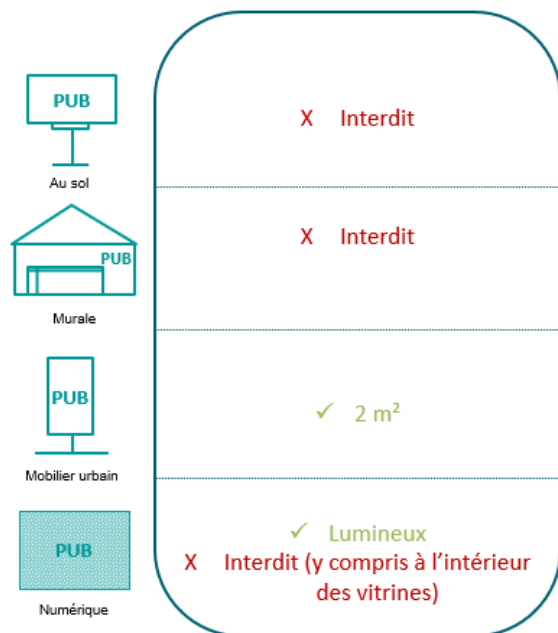 PUB
X Interdit
Au sol
X Interdit
PUB
Murale
PUB
✓ 2 m²
Mobilier urbain
✓ Lumineux
PUB
X Interdit (y compris à l'intérieur
des vitrines)
Numérique